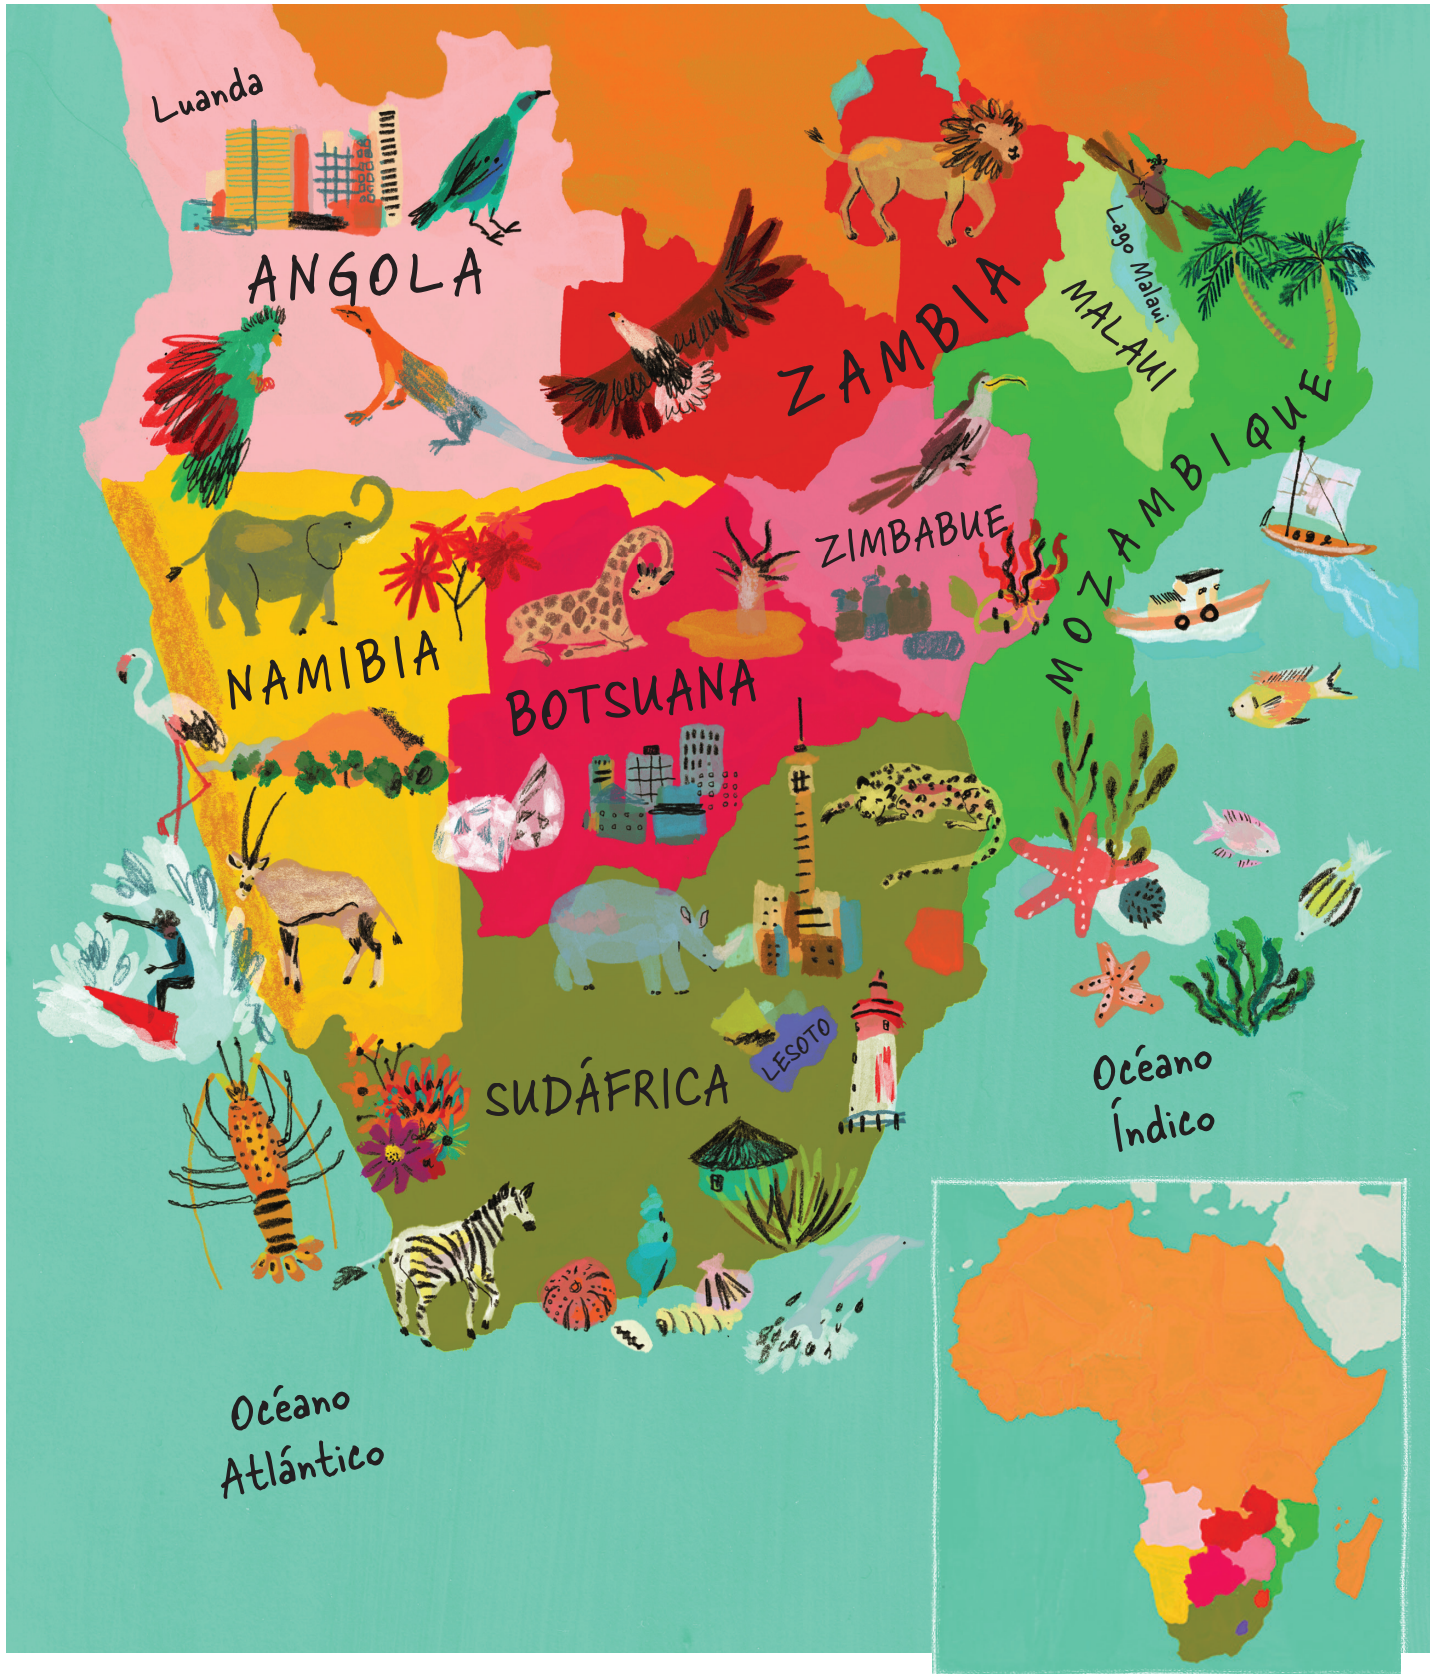 Luanda
ANGOLA
ZAMBIA
Lago Malaui
MALAUI
MOZAMBIQUE
ZIMBABUE
NAMIBIA
BOTSUANA
SUDÁFRICA
LESOTO
Océano
Índico
Océano
Atlántico